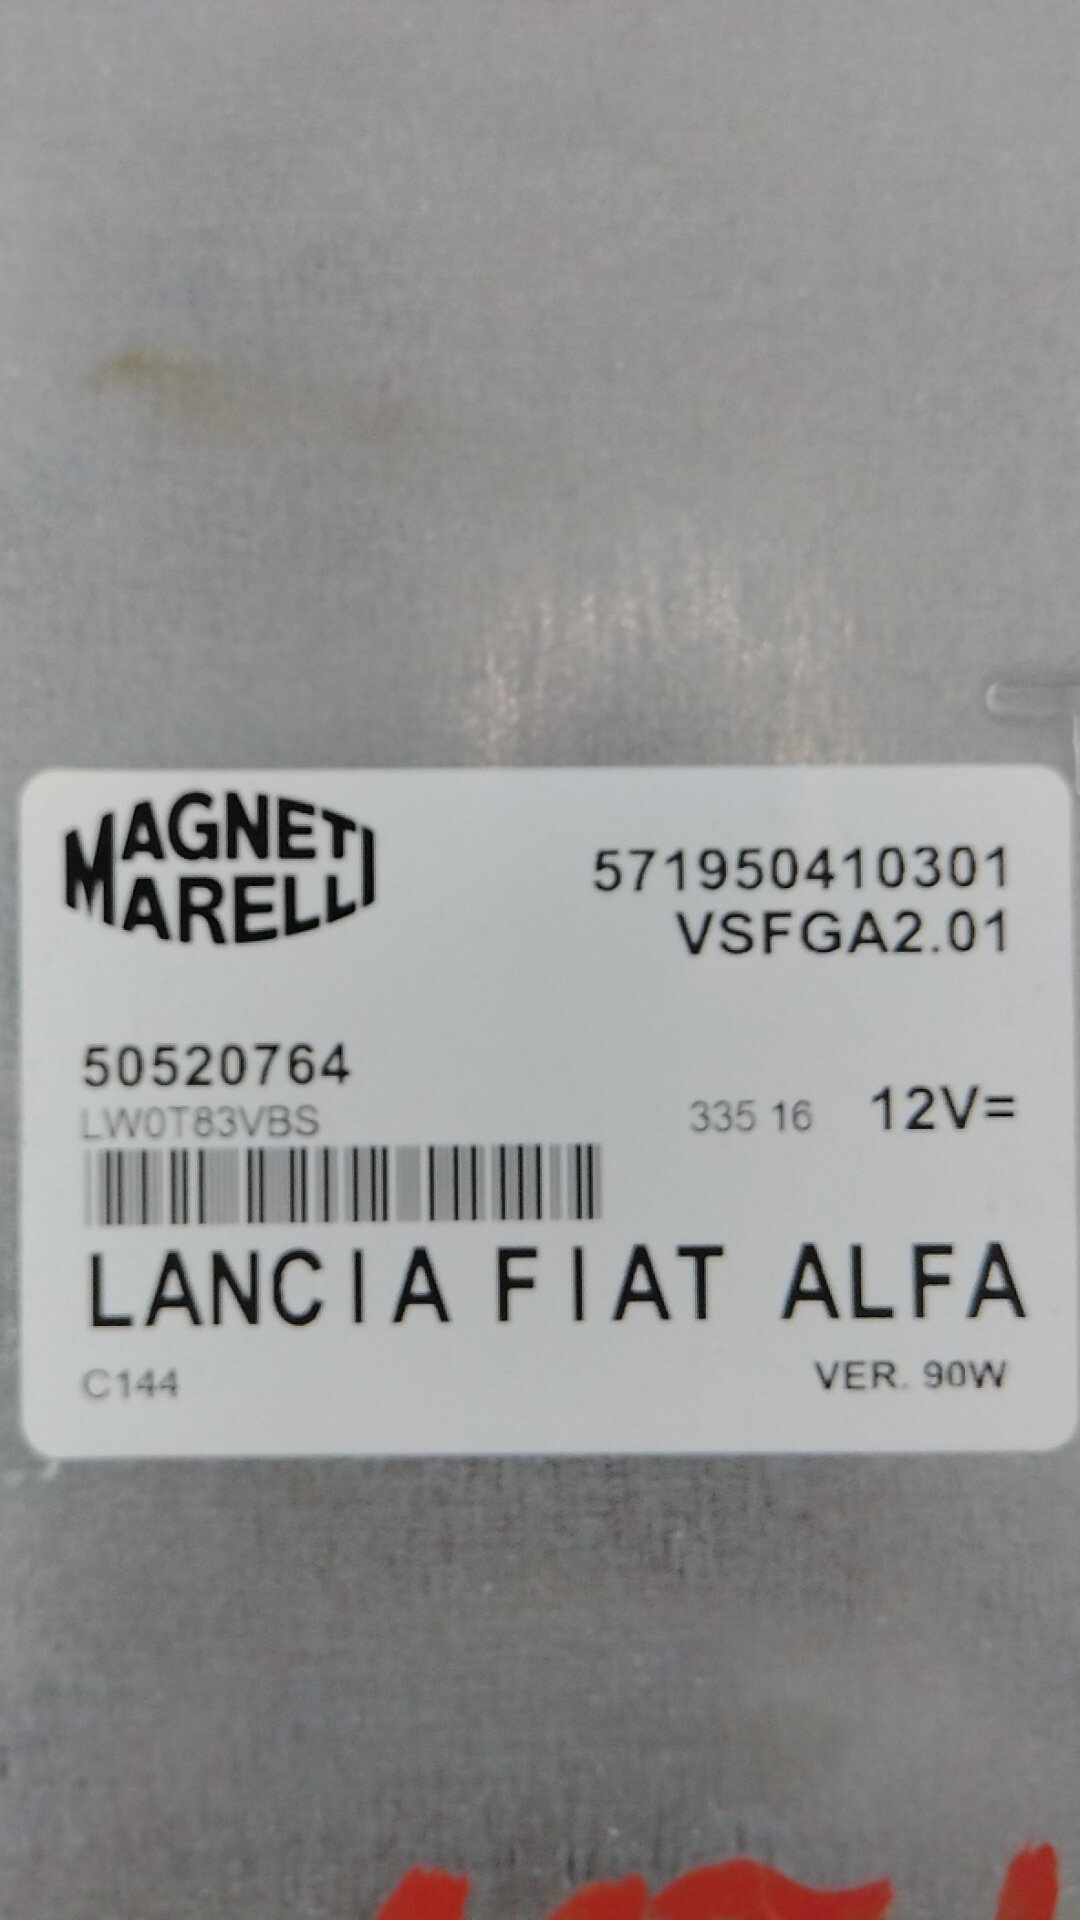 MAGNETI
MARELLI
571950410301
VSFGA2.01
50520764
LW0T83VBS
335 16 12V=
LANCIA FIAT ALFA
C144
VER. 90W